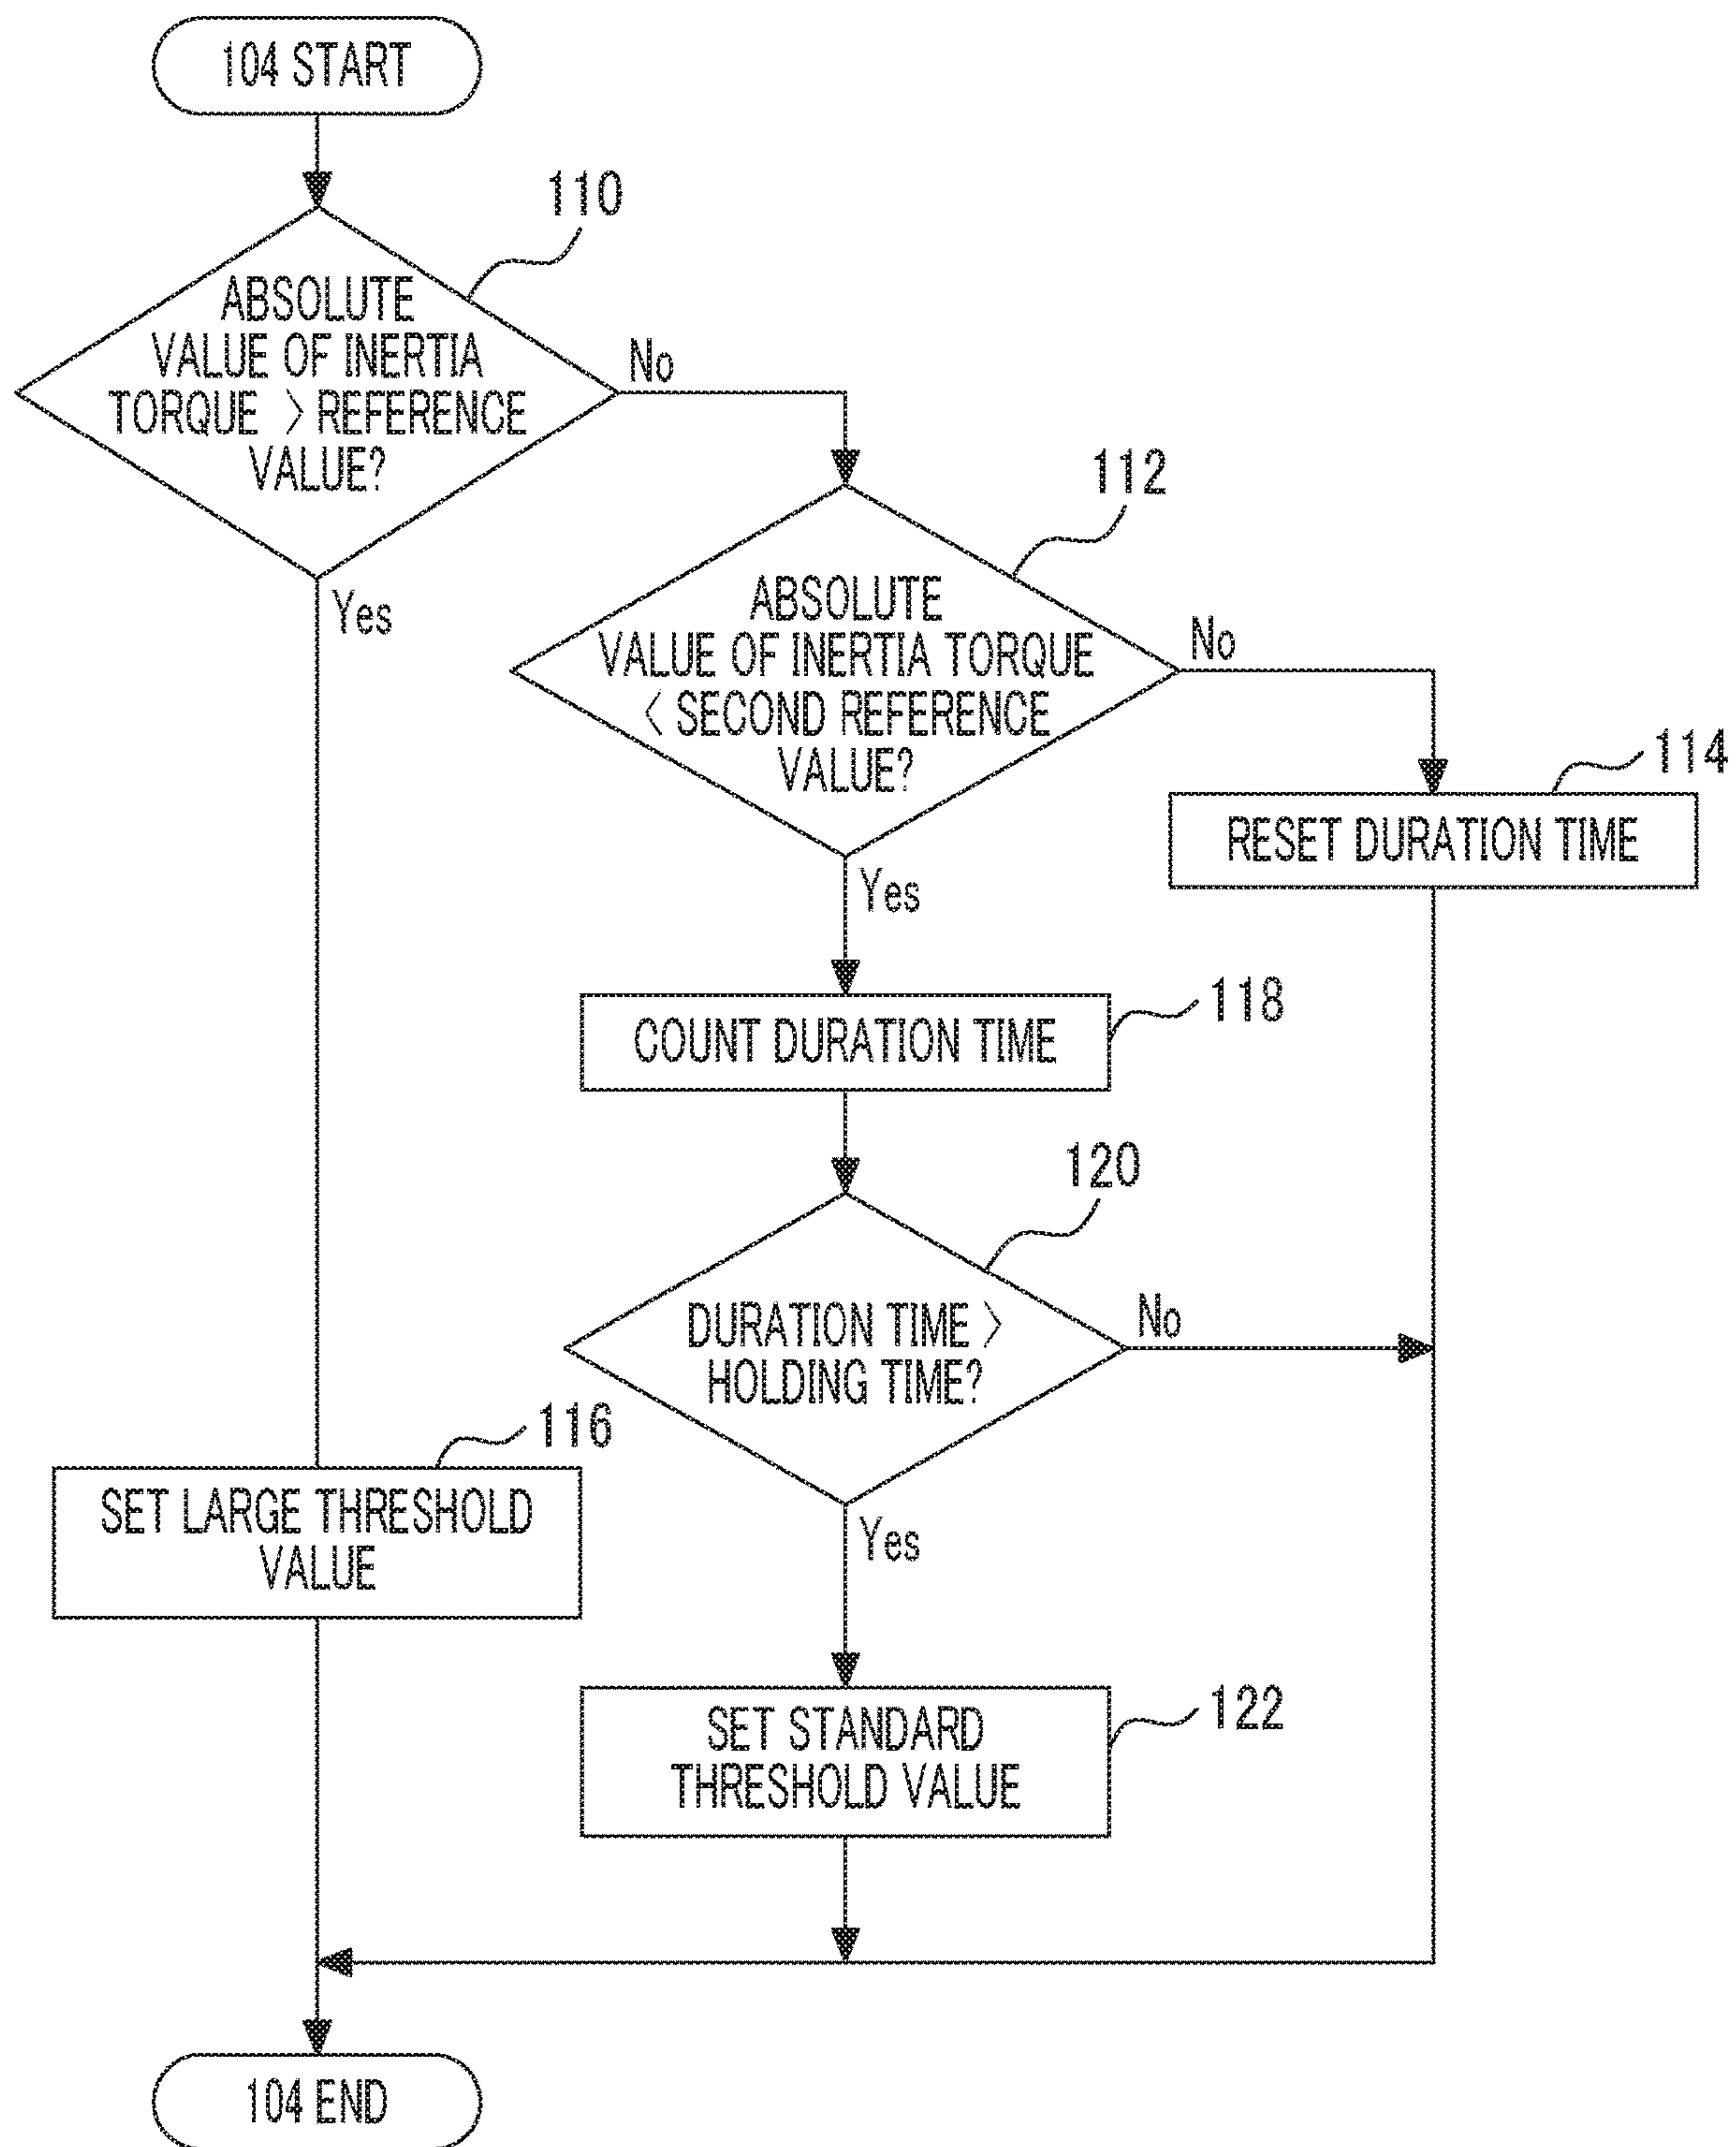 104 START
110
ABSOLUTE
VALUE OF INERTIA
TORQUE > REFERENCE
VALUE?
No
Yes
112
ABSOLUTE
VALUE OF INERTIA TORQUE
< SECOND REFERENCE
VALUE?
No
Yes
114
RESET DURATION TIME
118
COUNT DURATION TIME
120
DURATION TIME >
HOLDING TIME?
No
Yes
116
SET LARGE THRESHOLD
VALUE
122
SET STANDARD
THRESHOLD VALUE
104 END